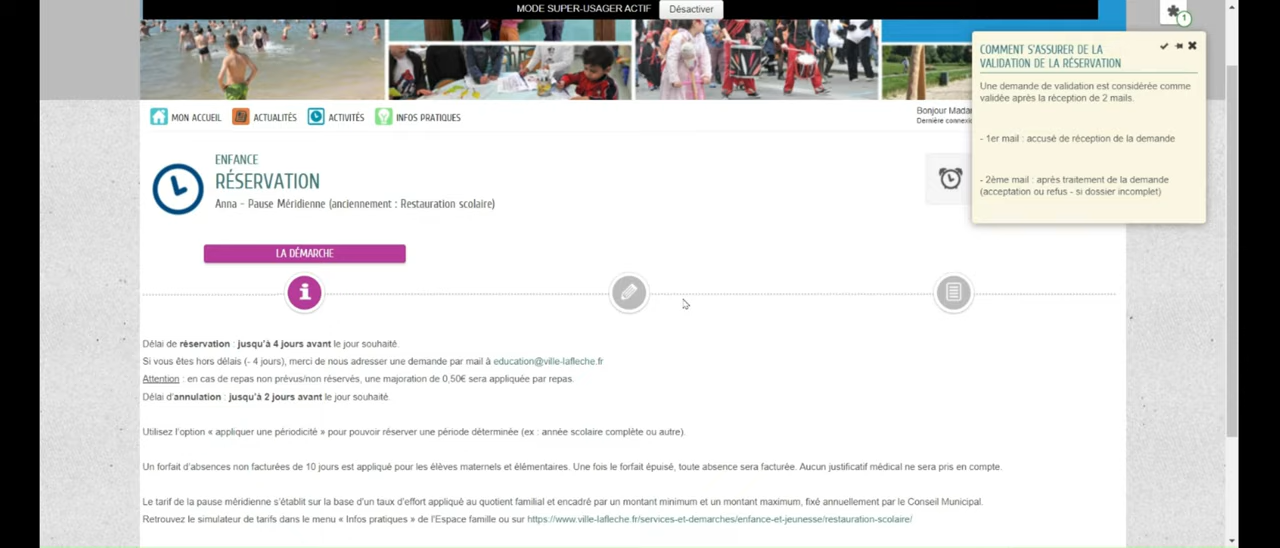 MODE SUPER-USAGER ACTIF Désactiver
1
COMMENT S'ASSURER DE LA
VALIDATION DE LA RÉSERVATION
Une demande de validation est considérée comme
validée après la réception de 2 mails.
- 1er mail : accusé de réception de la demande
- 2ème mail : après traitement de la demande
(acceptation ou refus - si dossier incomplet)
MON ACCUEIL ACTUALITÉS ACTIVITÉS INFOS PRATIQUES
Bonjour
Dernière
ENFANCE
RÉSERVATION
Anna - Pause Méridienne (anciennement : Restauration scolaire)
LA DÉMARCHE
Délai de réservation : jusqu'à 4 jours avant le jour souhaité.
Si vous êtes hors délais (- 4 jours), merci de nous adresser une demande par mail à education@ville-lafleche.fr
Attention : en cas de repas non prévus/non réservés, une majoration de 0,50€ sera appliquée par repas.
Délai d'annulation : jusqu'à 2 jours avant le jour souhaité
Utilisez l'option « appliquer une périodicité » pour pouvoir réserver une période déterminée (ex : année scolaire complète ou autre).
Un forfait d'absences non facturées de 10 jours est appliqué pour les élèves maternels et élémentaires. Une fois le forfait épuisé, toute absence sera facturée. Aucun justificatif médical ne sera pris en compte.
Le tarif de la pause méridienne s'établit sur la base d'un taux d'effort appliqué au quotient familial et encadré par un montant minimum et un montant maximum, fixé annuellement par le Conseil Municipal.
Retrouvez le simulateur de tarifs dans le menu « Infos pratiques » de l'Espace famille ou sur https://www.ville-lafleche.fr/services-et-demarches/enfance-et-jeunesse/restauration-scolaire/